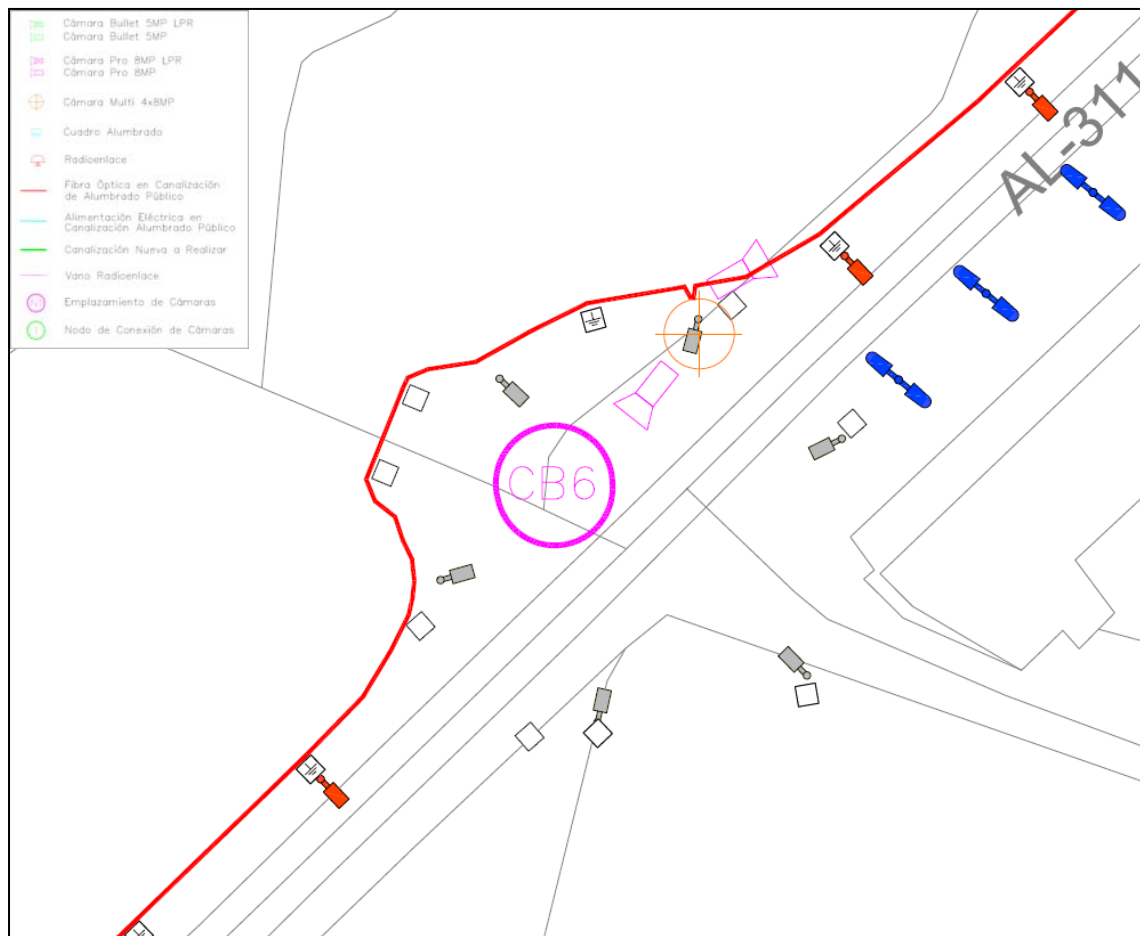 Cámara Bullet 5MP LPR
Cámara Bullet 5MP
Cámara Pro 8MP LPR
Cámara Pro 8MP
Cámara Multi 4x8MP
Cuadro Alumbrado
Radioenlace
Fibra Óptica en Canalización
de Alumbrado Público
Alimentación Eléctrica en
Canalización Alumbrado Público
Canalización Nueva a Realizar
Vano Radioenlace
Emplazamiento de Cámaras
Nodo de Conexión de Cámaras
AL-311
CB6